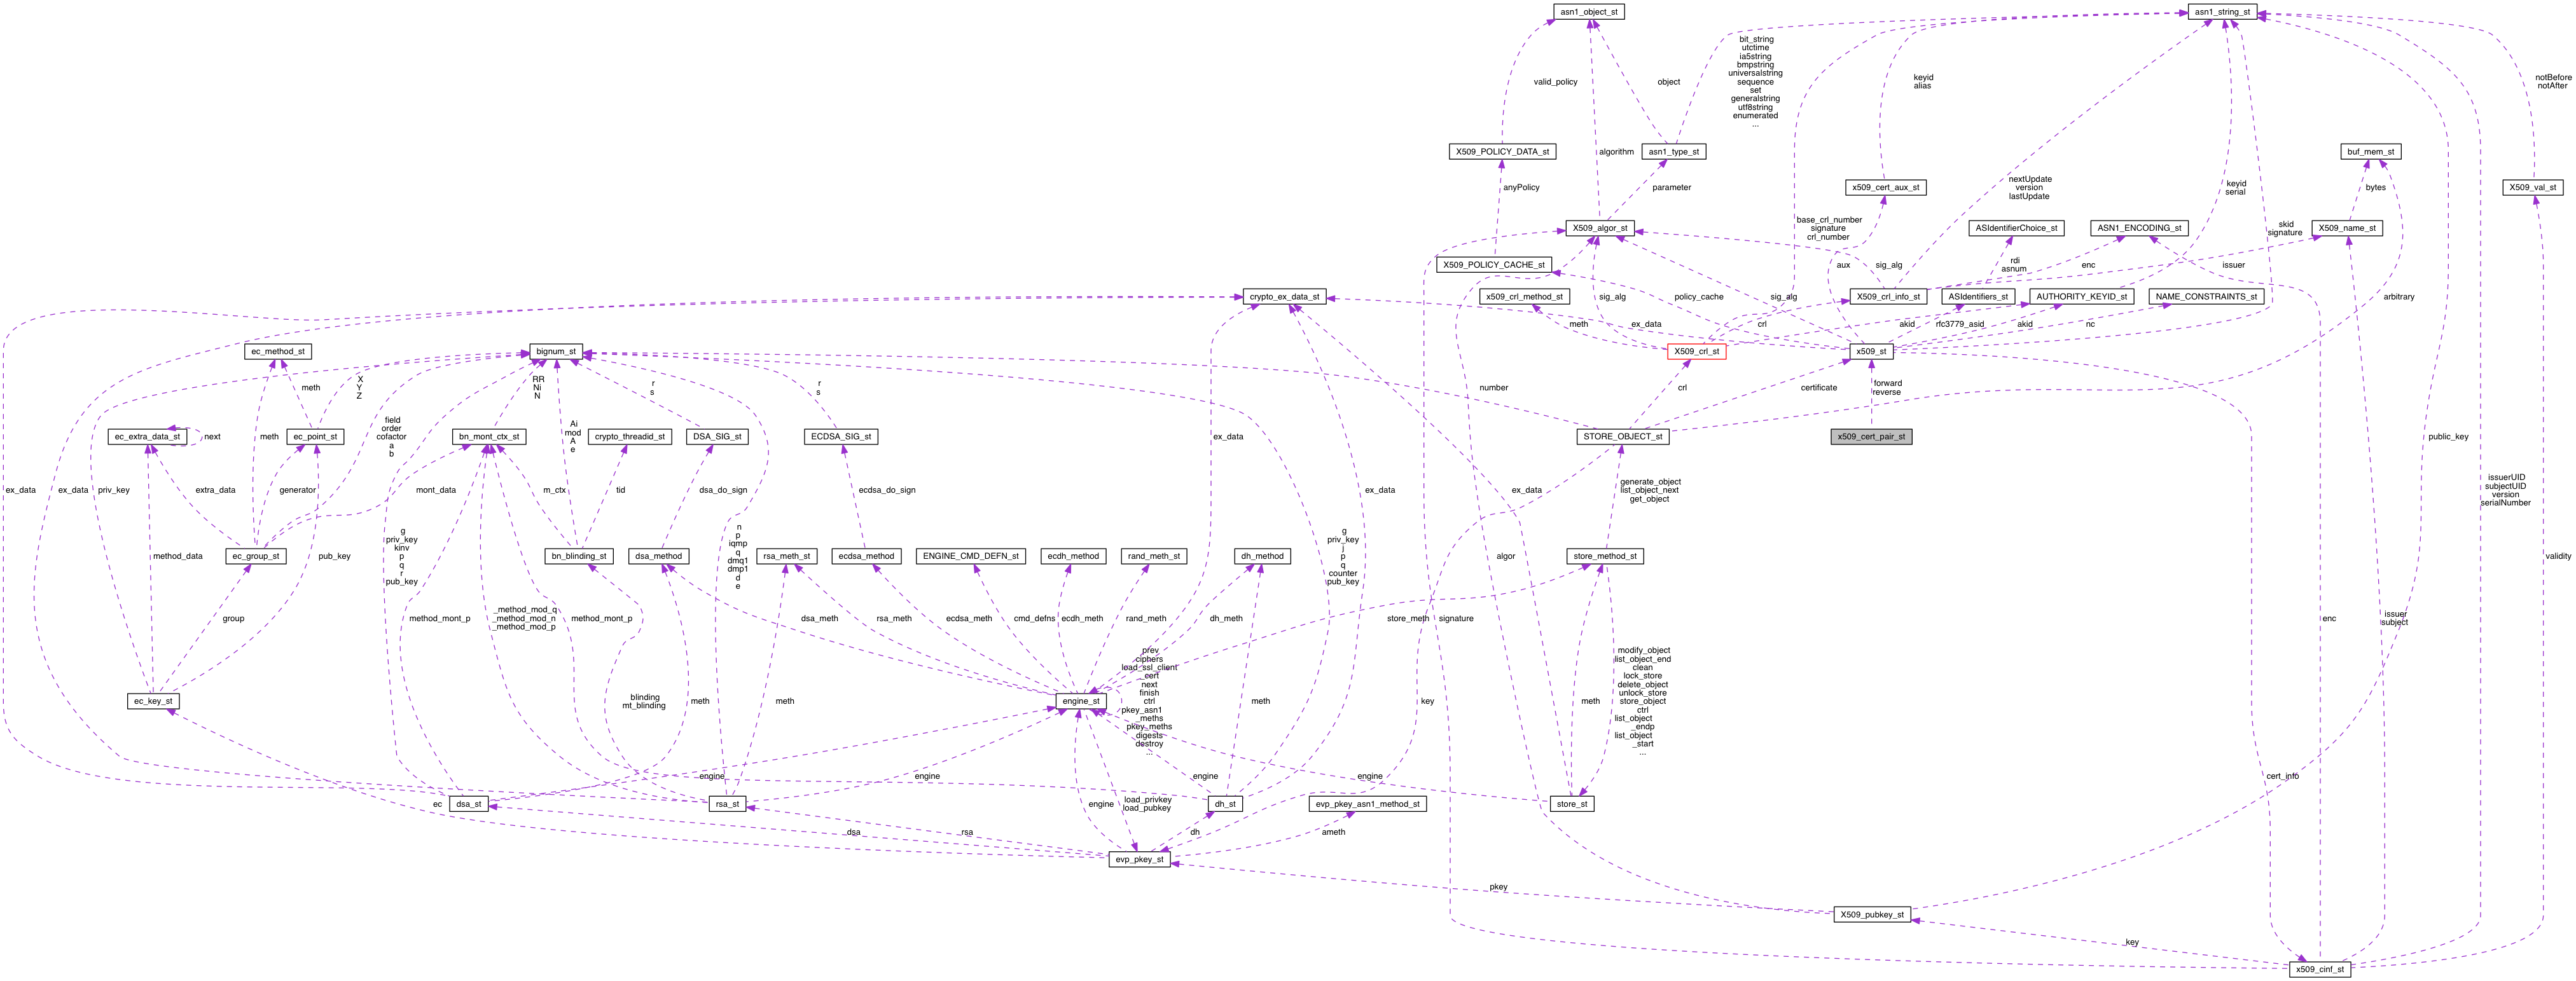 asn1_object_st
asn1_string_st
bit_string
utctime
ia5string
bmpstring
universalstring
sequence
set
generalstring
utf8string
enumerated
...
valid_policy
object
keyid
alias
notBefore
notAfter
X509_POLICY_DATA_st
algorithm
asn1_type_st
buf_mem_st
anyPolicy
parameter
x509_cert_aux_st
nextUpdate
version
lastUpdate
keyid
serial
bytes
X509_val_st
X509_algor_st
base_crl_number
signature
crl_number
ASIdentifierChoice_st
ASN1_ENCODING_st
skid
signature
X509_name_st
X509_POLICY_CACHE_st
aux
sig_alg
rdi
asnum
enc
issuer
crypto_ex_data_st
x509_crl_method_st
sig_alg
policy_cache
sig_alg
X509_crl_info_st
ASIdentifiers_st
AUTHORITY_KEYID_st
NAME_CONSTRAINTS_st
arbitrary
meth
ex_data
crl
akid
rfc3779_asid
akid
nc
ec_method_st
bignum_st
X509_crl_st
x509_st
meth
X
Y
Z
RR
Ni
N
r
s
r
s
number
crl
certificate
forward
reverse
field
order
cofactor
a
b
Ai
mod
A
e
ec_extra_data_st
next
meth
ec_point_st
bn_mont_ctx_st
crypto_threadid_st
DSA_SIG_st
ECDSA_SIG_st
ex_data
STORE_OBJECT_st
x509_cert_pair_st
public_key
ex_data
ex_data
priv_key
extra_data
generator
mont_data
m_ctx
tid
dsa_do_sign
ecdsa_do_sign
ex_data
ex_data
generate_object
list_object_next
get_object
issuerUID
subjectUID
version
serialNumber
method_data
ec_group_st
pub_key
g
priv_key
kinv
p
q
r
pub_key
bn_blinding_st
dsa_method
n
p
iqmp
q
dmq1
dmp1
d
e
rsa_meth_st
ecdsa_method
ENGINE_CMD_DEFN_st
ecdh_method
rand_meth_st
dh_method
g
priv_key
j
p
q
counter
pub_key
algor
store_method_st
validity
group
method_mont_p
_method_mod_q
_method_mod_n
_method_mod_p
method_mont_p
dsa_meth
rsa_meth
ecdsa_meth
cmd_defns
ecdh_meth
rand_meth
dh_meth
store_meth
signature
enc
issuer
subject
ec_key_st
blinding
mt_blinding
meth
meth
engine_st
prev
ciphers
load_ssl_client
_cert
next
finish
ctrl
pkey_asn1
_meths
pkey_meths
digests
destroy
...
meth
key
meth
modify_object
list_object_end
clean
lock_store
delete_object
unlock_store
store_object
ctrl
list_object
_endp
list_object
_start
...
engine
engine
engine
engine
cert_info
ec
dsa_st
rsa_st
engine
load_privkey
load_pubkey
dh_st
evp_pkey_asn1_method_st
store_st
dsa
rsa
dh
ameth
evp_pkey_st
pkey
X509_pubkey_st
key
x509_cinf_st